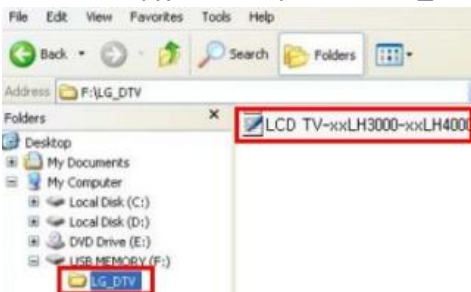 File Edit View Favorites Tools Help
Back Search Folders
Address F:\LG_DTV
Folders x
LCD TV-xxLH3000-xxLH4000
Desktop
My Documents
My Computer
Local Disk (C:)
Local Disk (D:)
DVD Drive (E:)
USB MEMORY (F:)
LG_DTV